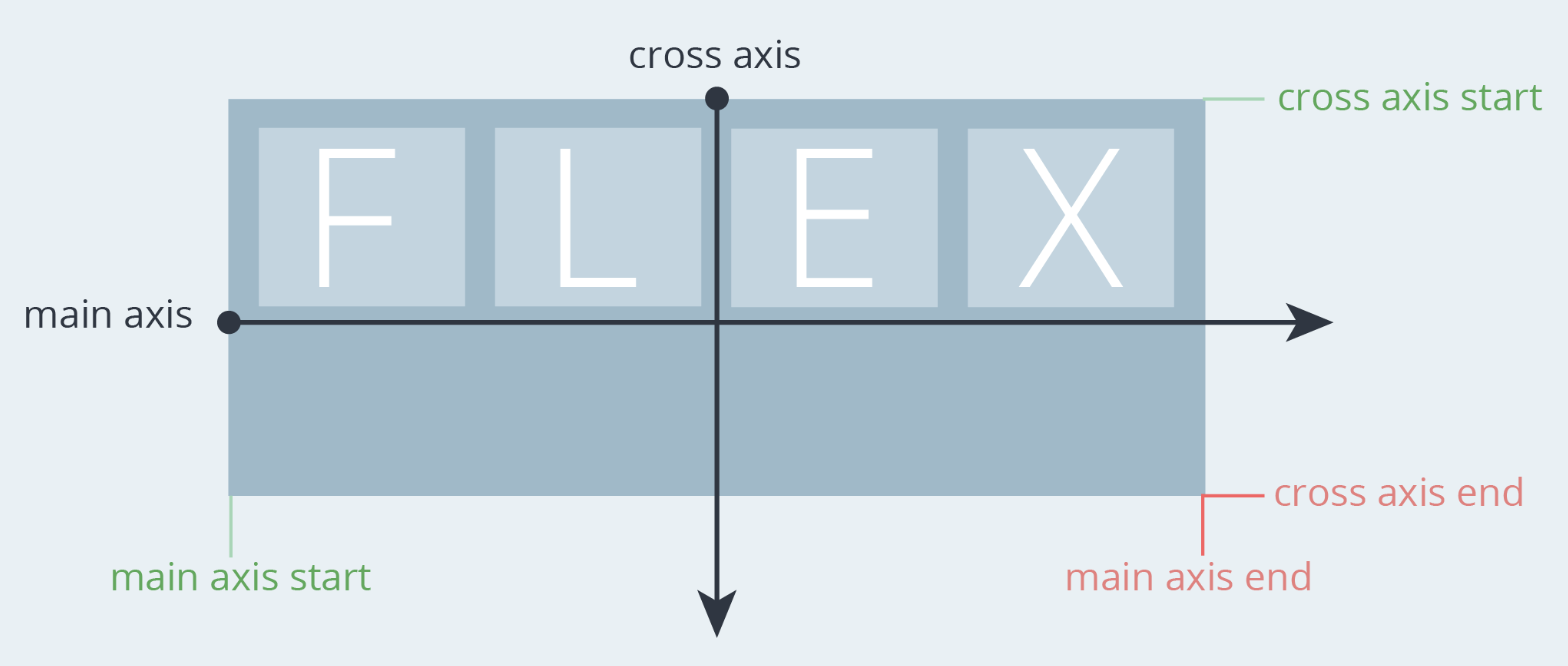 cross axis
cross axis start
F L E X
main axis
cross axis end
main axis start
main axis end